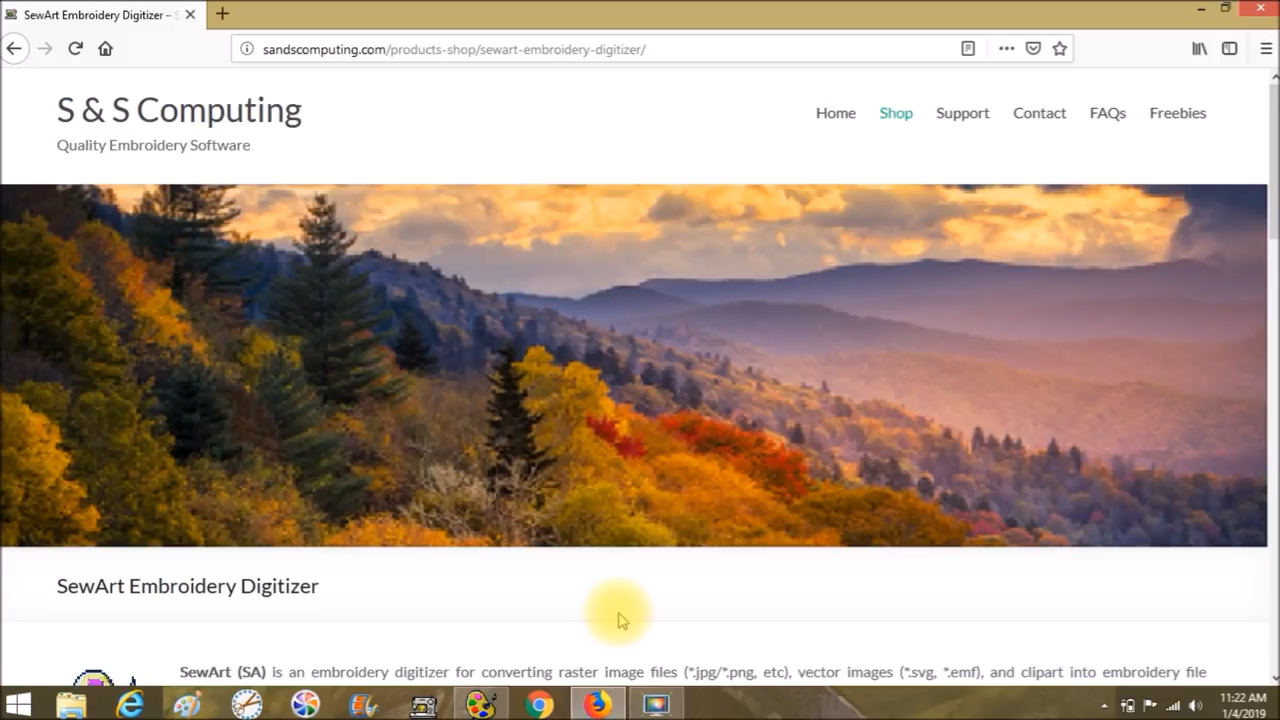 SewArt Embroidery Digitizer – S
sandscomputing.com/products-shop/sewart-embroidery-digitizer/
S & S Computing
Quality Embroidery Software
Home Shop Support Contact FAQs Freebies
SewArt Embroidery Digitizer
SewArt (SA) is an embroidery digitizer for converting raster image files (*.jpg/*.png, etc), vector images (*.svg, *.emf), and clipart into embroidery file
11:22 AM
1/4/2019